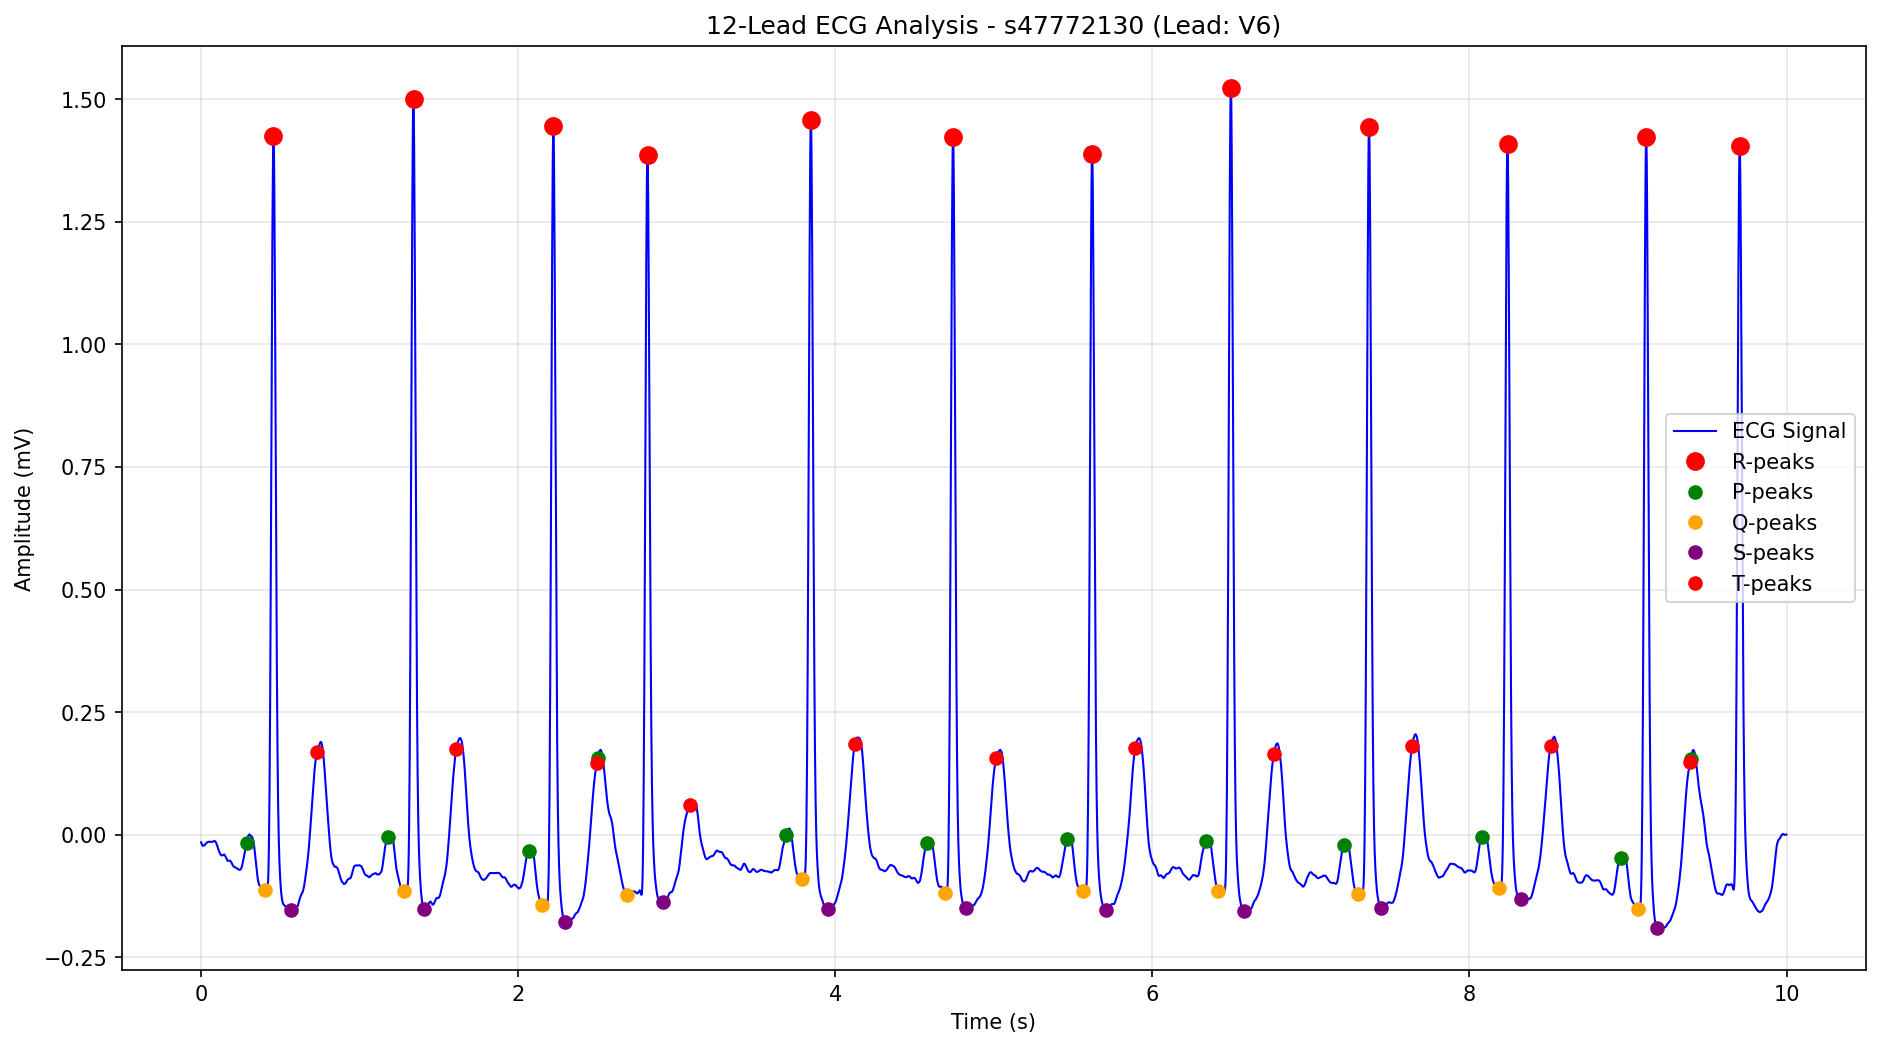 12-Lead ECG Analysis - s47772130 (Lead: V6)
Amplitude (mV)
1.50
1.25
1.00
0.75
0.50
0.25
0.00
−0.25
ECG Signal
R-peaks
P-peaks
Q-peaks
S-peaks
T-peaks
0 2 4 6 8 10
Time (s)